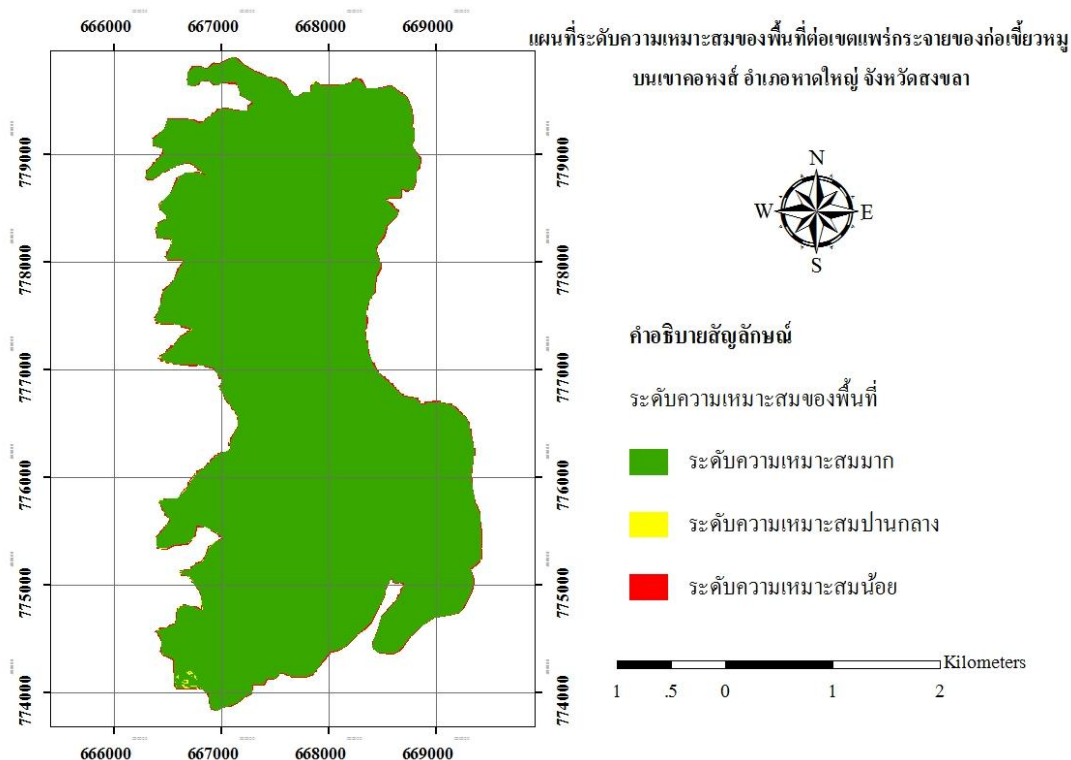 666000 667000 668000 669000
แผนที่ระดับความเหมาะสมของพื้นที่ต่อเขตแพร่กระจายของก่อเขี้ยวหมู
บนเขาคอหงส์ อำเภอหาดใหญ่ จังหวัดสงขลา
779000 779000
N
W E
S
778000 778000
คำอธิบายสัญลักษณ์
777000 777000
ระดับความเหมาะสมของพื้นที่
ระดับความเหมาะสมมาก
776000 776000
ระดับความเหมาะสมปานกลาง
775000 775000
ระดับความเหมาะสมน้อย
Kilometers
774000 774000
1 .5 0 1 2
666000 667000 668000 669000